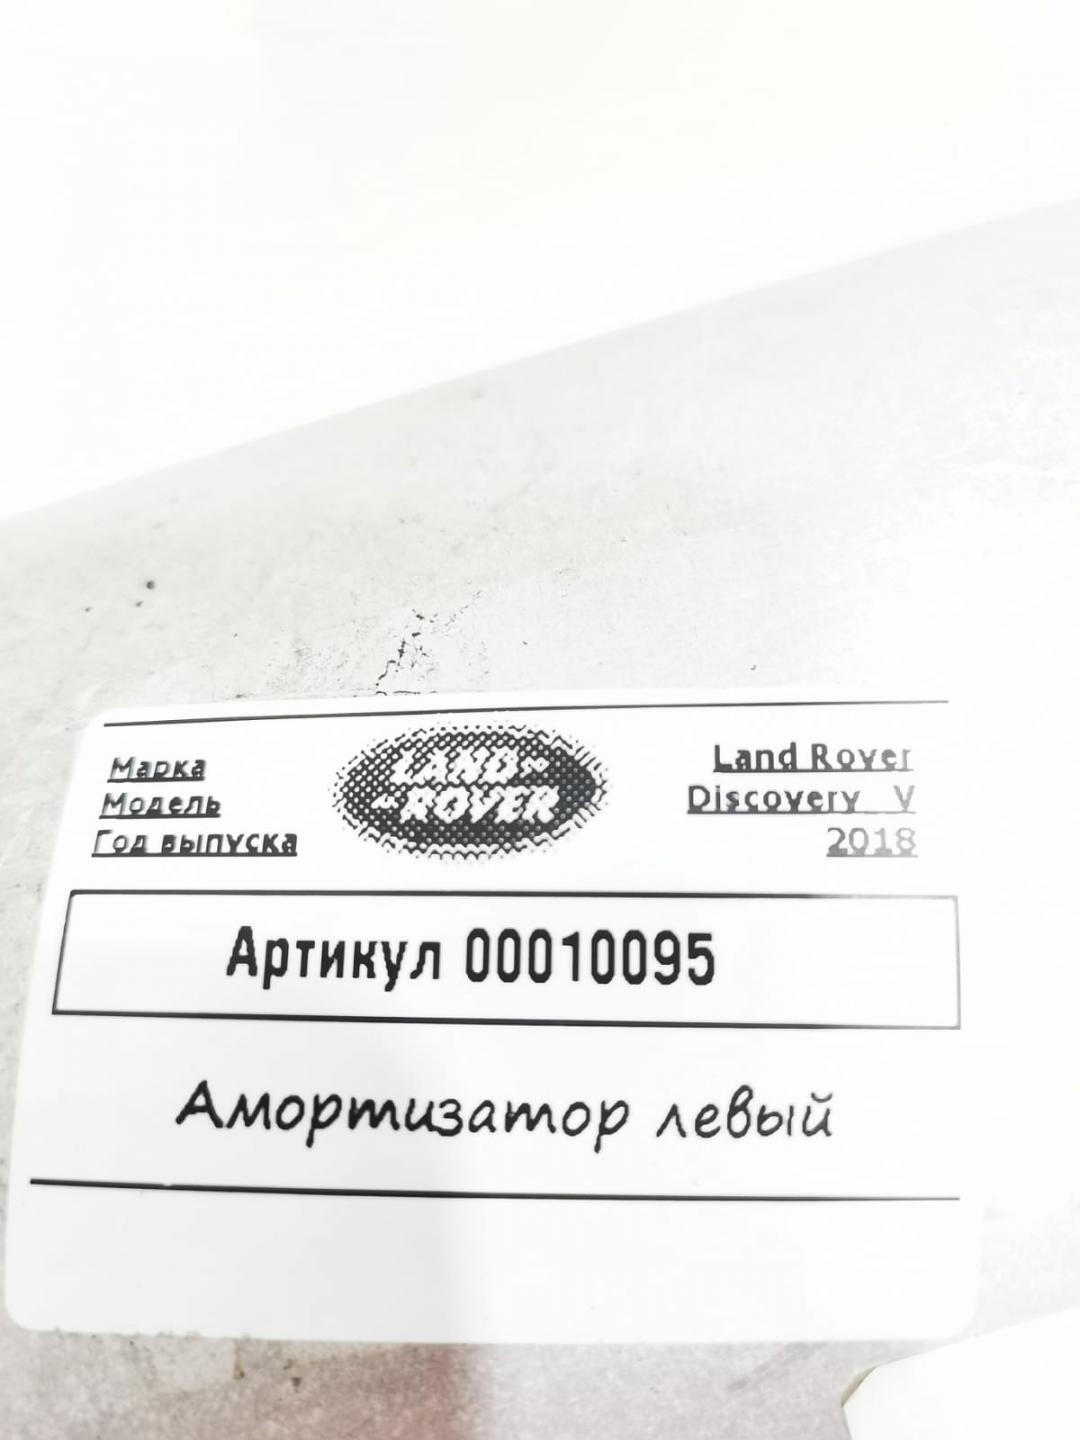 Марка
Модель
Год выпуска
LAND
ROVER
Land Rover
Discovery V
2018
Артикул 00010095
Амортизатор левый